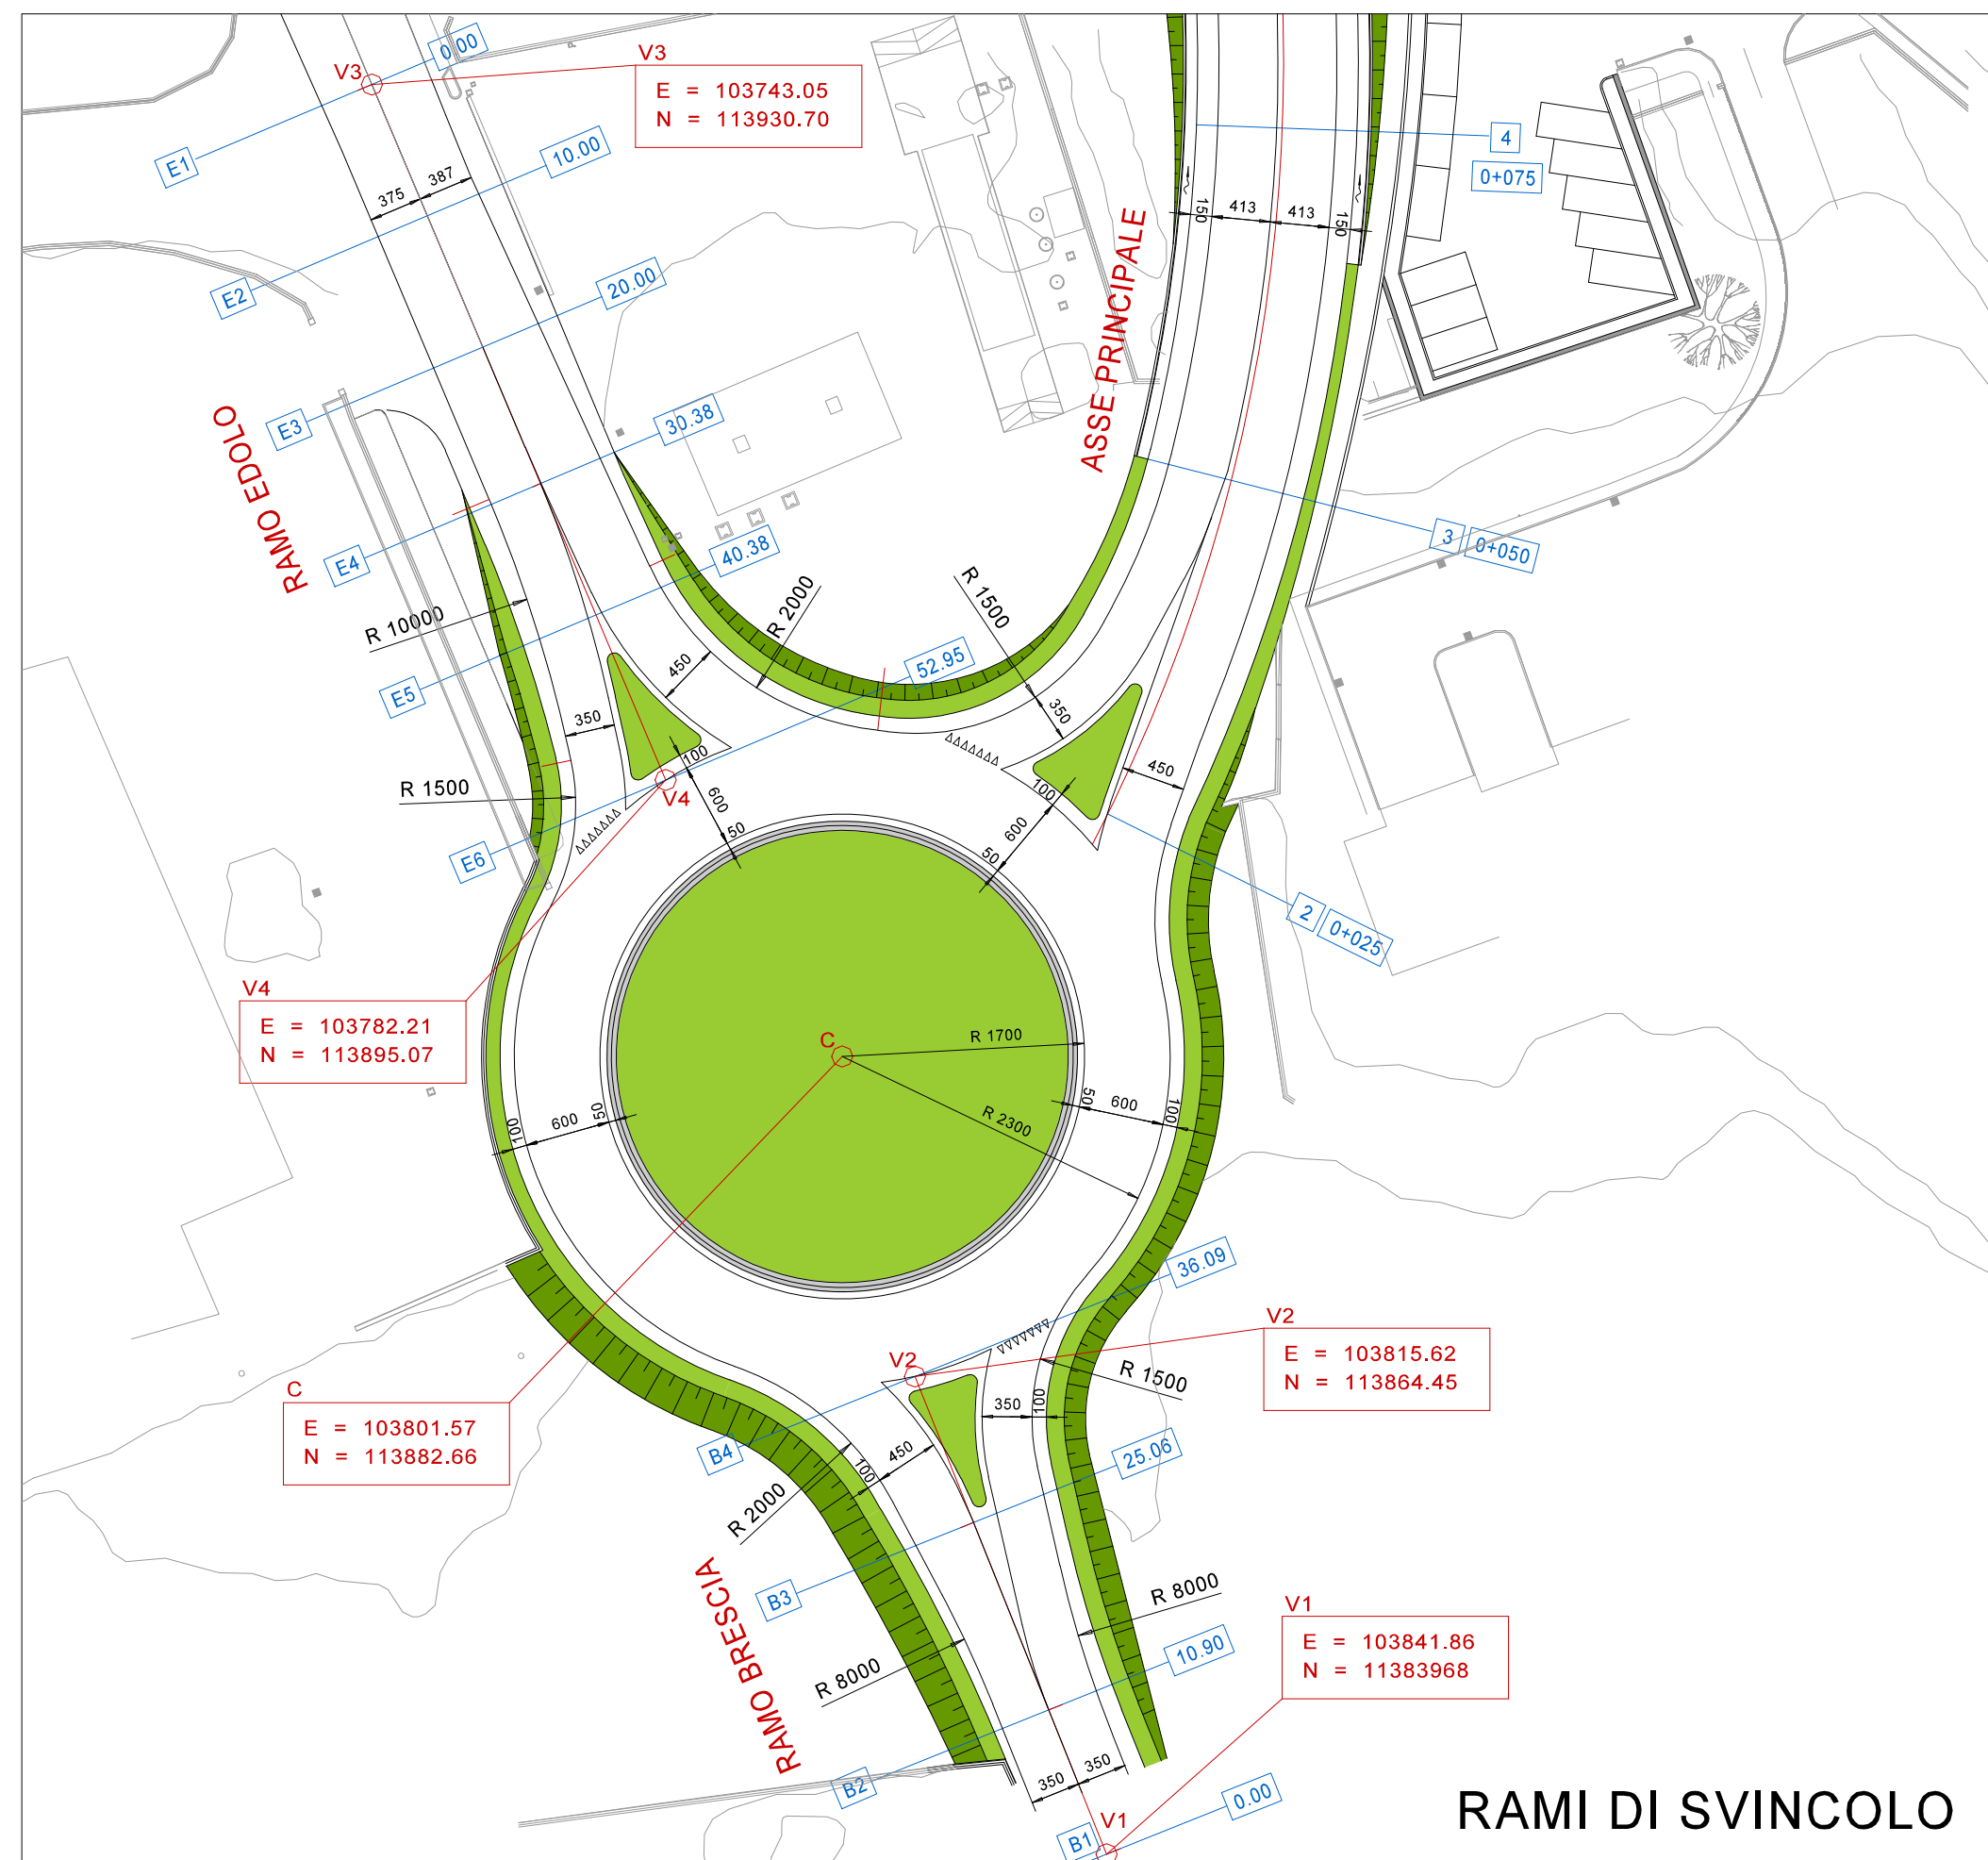 0.00
V3
V3
E = 103743.05
N = 113930.70
E1
10.00
4
0+075
375
387
150
413
413
150
E2
20.00
ASSE PRINCIPALE
E3
30.38
RAMO EDOLO
E4
40.38
3
0+050
R 10000
R 2000
R 1500
E5
52.95
450
350
350
450
R 1500
100
V4
600
50
100
600
50
E6
2
0+025
V4
E = 103782.21
N = 113895.07
C
R 1700
R 2300
100
600
50
50
600
100
36.09
V2
E = 103815.62
N = 113864.45
V2
R 1500
C
E = 103801.57
N = 113882.66
350
100
B4
450
100
25.06
R 2000
B3
RAMO BRESCIA
R 8000
V1
E = 103841.86
N = 11383968
10.90
R 8000
350
350
B2
0.00
V1
B1
RAMI DI SVINCOLO